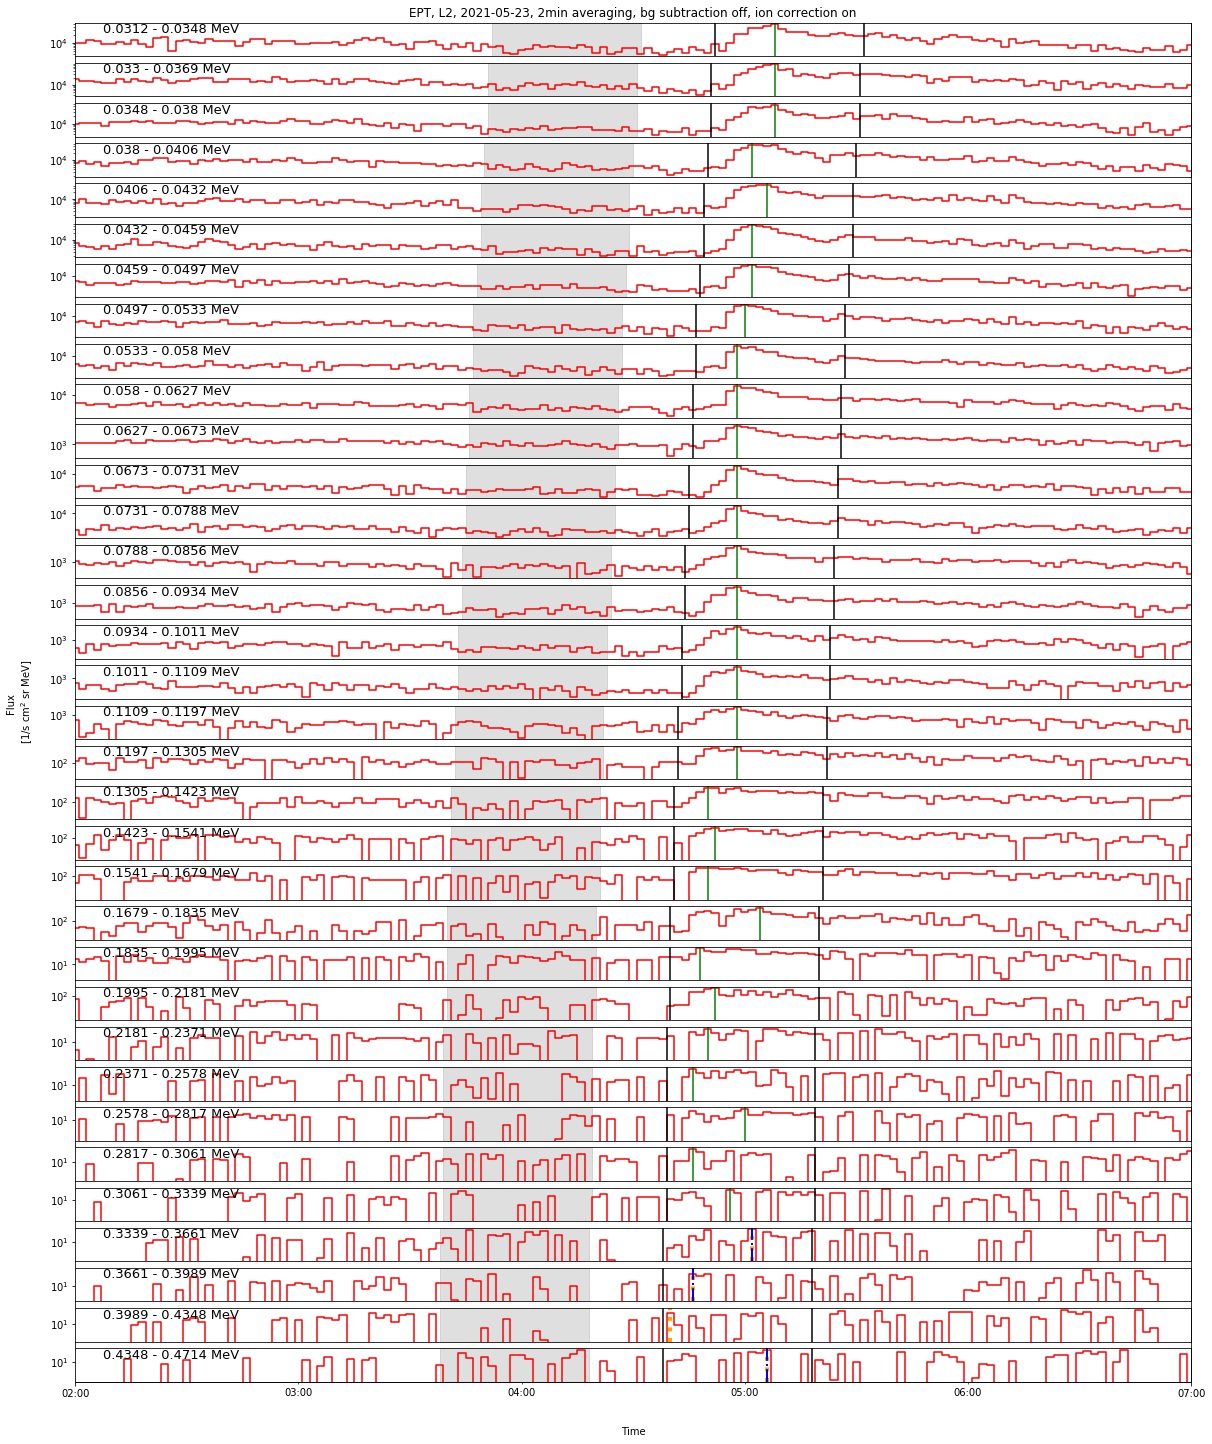 EPT, L2, 2021-05-23, 2min averaging, bg subtraction off, ion correction on
0.0312 - 0.0348 MeV
10⁴
0.033 - 0.0369 MeV
10⁴
0.0348 - 0.038 MeV
10⁴
0.038 - 0.0406 MeV
10⁴
0.0406 - 0.0432 MeV
10⁴
0.0432 - 0.0459 MeV
10⁴
0.0459 - 0.0497 MeV
10⁴
0.0497 - 0.0533 MeV
10⁴
0.0533 - 0.058 MeV
10⁴
0.058 - 0.0627 MeV
10⁴
0.0627 - 0.0673 MeV
10³
0.0673 - 0.0731 MeV
10⁴
0.0731 - 0.0788 MeV
10⁴
0.0788 - 0.0856 MeV
10³
0.0856 - 0.0934 MeV
10³
0.0934 - 0.1011 MeV
10³
0.1011 - 0.1109 MeV
10³
Flux
[1/s cm² sr MeV]
0.1109 - 0.1197 MeV
10³
0.1197 - 0.1305 MeV
10²
0.1305 - 0.1423 MeV
10²
0.1423 - 0.1541 MeV
10²
0.1541 - 0.1679 MeV
10²
0.1679 - 0.1835 MeV
10²
0.1835 - 0.1995 MeV
10¹
0.1995 - 0.2181 MeV
10²
0.2181 - 0.2371 MeV
10¹
0.2371 - 0.2578 MeV
10¹
0.2578 - 0.2817 MeV
10¹
0.2817 - 0.3061 MeV
10¹
0.3061 - 0.3339 MeV
10¹
0.3339 - 0.3661 MeV
10¹
0.3661 - 0.3989 MeV
10¹
0.3989 - 0.4348 MeV
10¹
0.4348 - 0.4714 MeV
10¹
02:00 03:00 04:00 05:00 06:00 07:00
Time